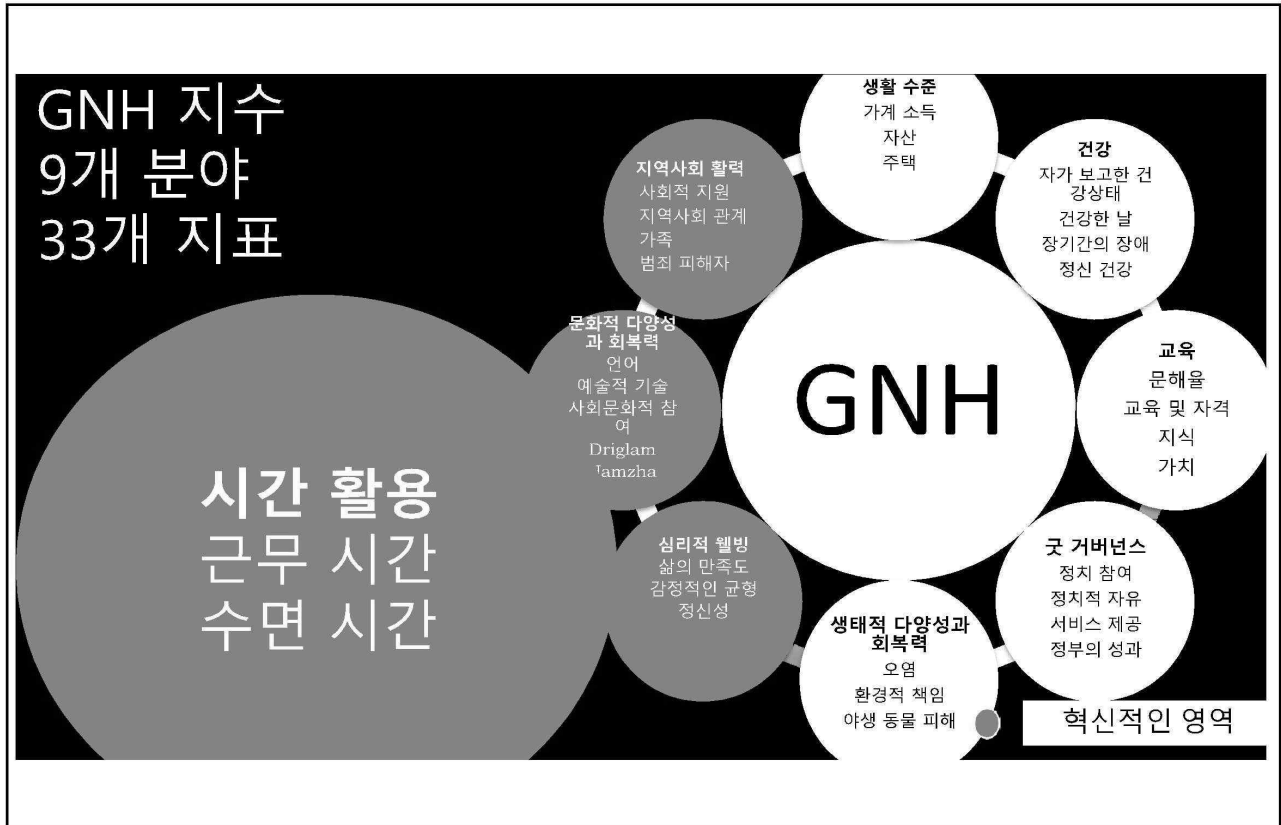 GNH 지수
9개 분야
33개 지표
생활 수준
가계 소득
자산
주택
건강
자가 보고한 건
강상태
건강한 날
장기간의 장애
정신 건강
교육
문해율
교육 및 자격
지식
가치
굿 거버넌스
정치 참여
정치적 자유
서비스 제공
정부의 성과
생태적 다양성과
회복력
오염
환경적 책임
야생 동물 피해
심리적 웰빙
삶의 만족도
감정적인 균형
정신성
시간 활용
근무 시간
수면 시간
문화적 다양성
과 회복력
언어
예술적 기술
사회문화적 참
여
Driglam
지역사회 활력
사회적 지원
지역사회 관계
가족
범죄 피해자
GNH
혁신적인 영역